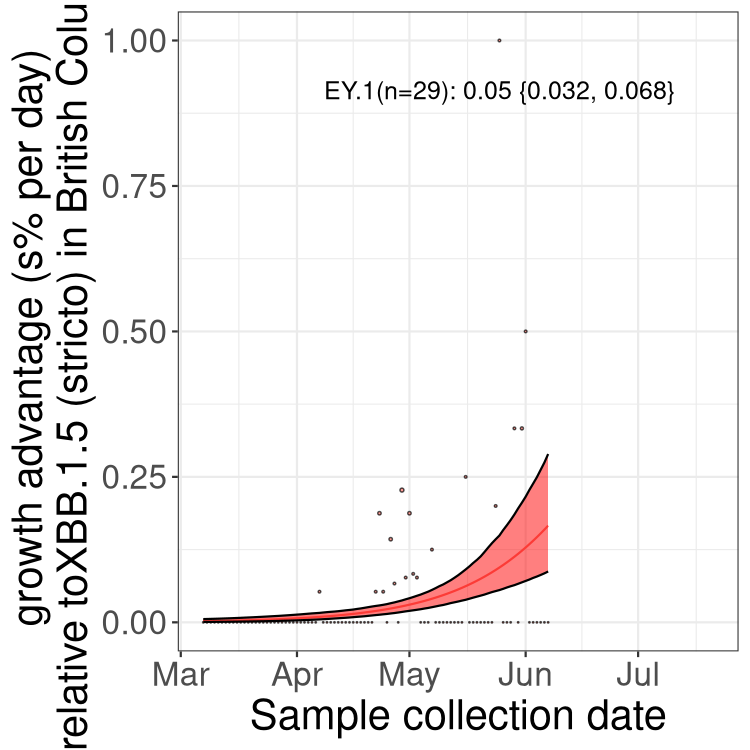 growth advantage (s% per day)
relative toXBB.1.5 (stricto) in British Colu
1.00
0.75
0.50
0.25
0.00
EY.1(n=29): 0.05 {0.032, 0.068}
Mar Apr May Jun Jul
Sample collection date